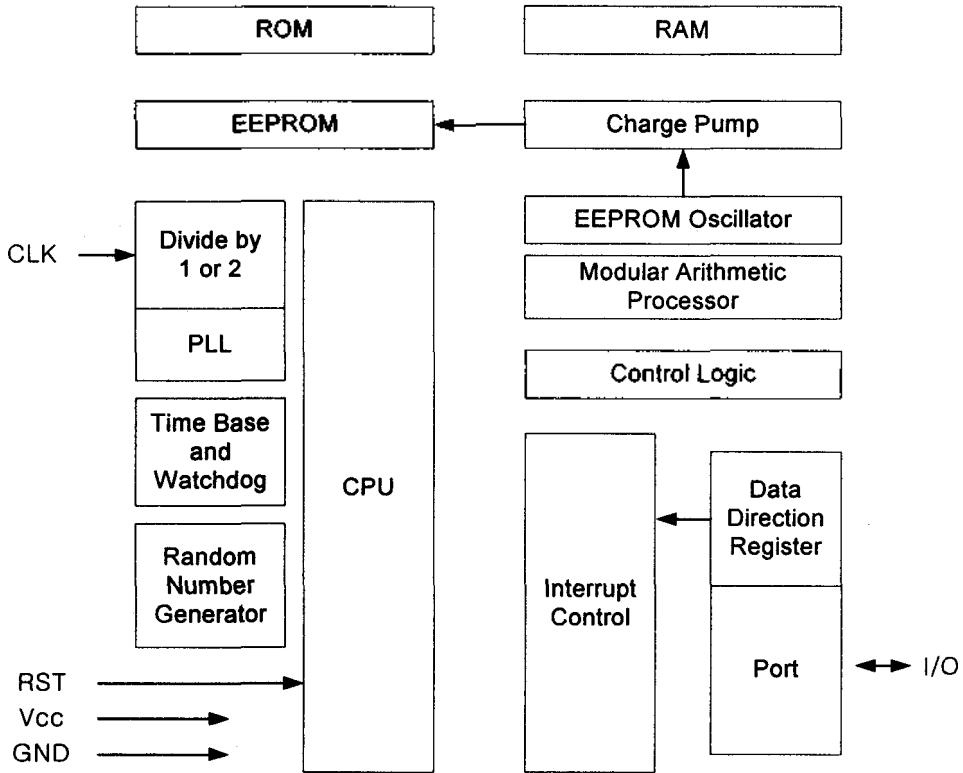 ROM
RAM
EEPROM
Charge Pump
EEPROM Oscillator
CLK
Divide by
1 or 2
PLL
Modular Arithmetic
Processor
Control Logic
Time Base
and
Watchdog
CPU
Random
Number
Generator
Interrupt
Control
Data
Direction
Register
Port
I/O
RST
Vcc
GND